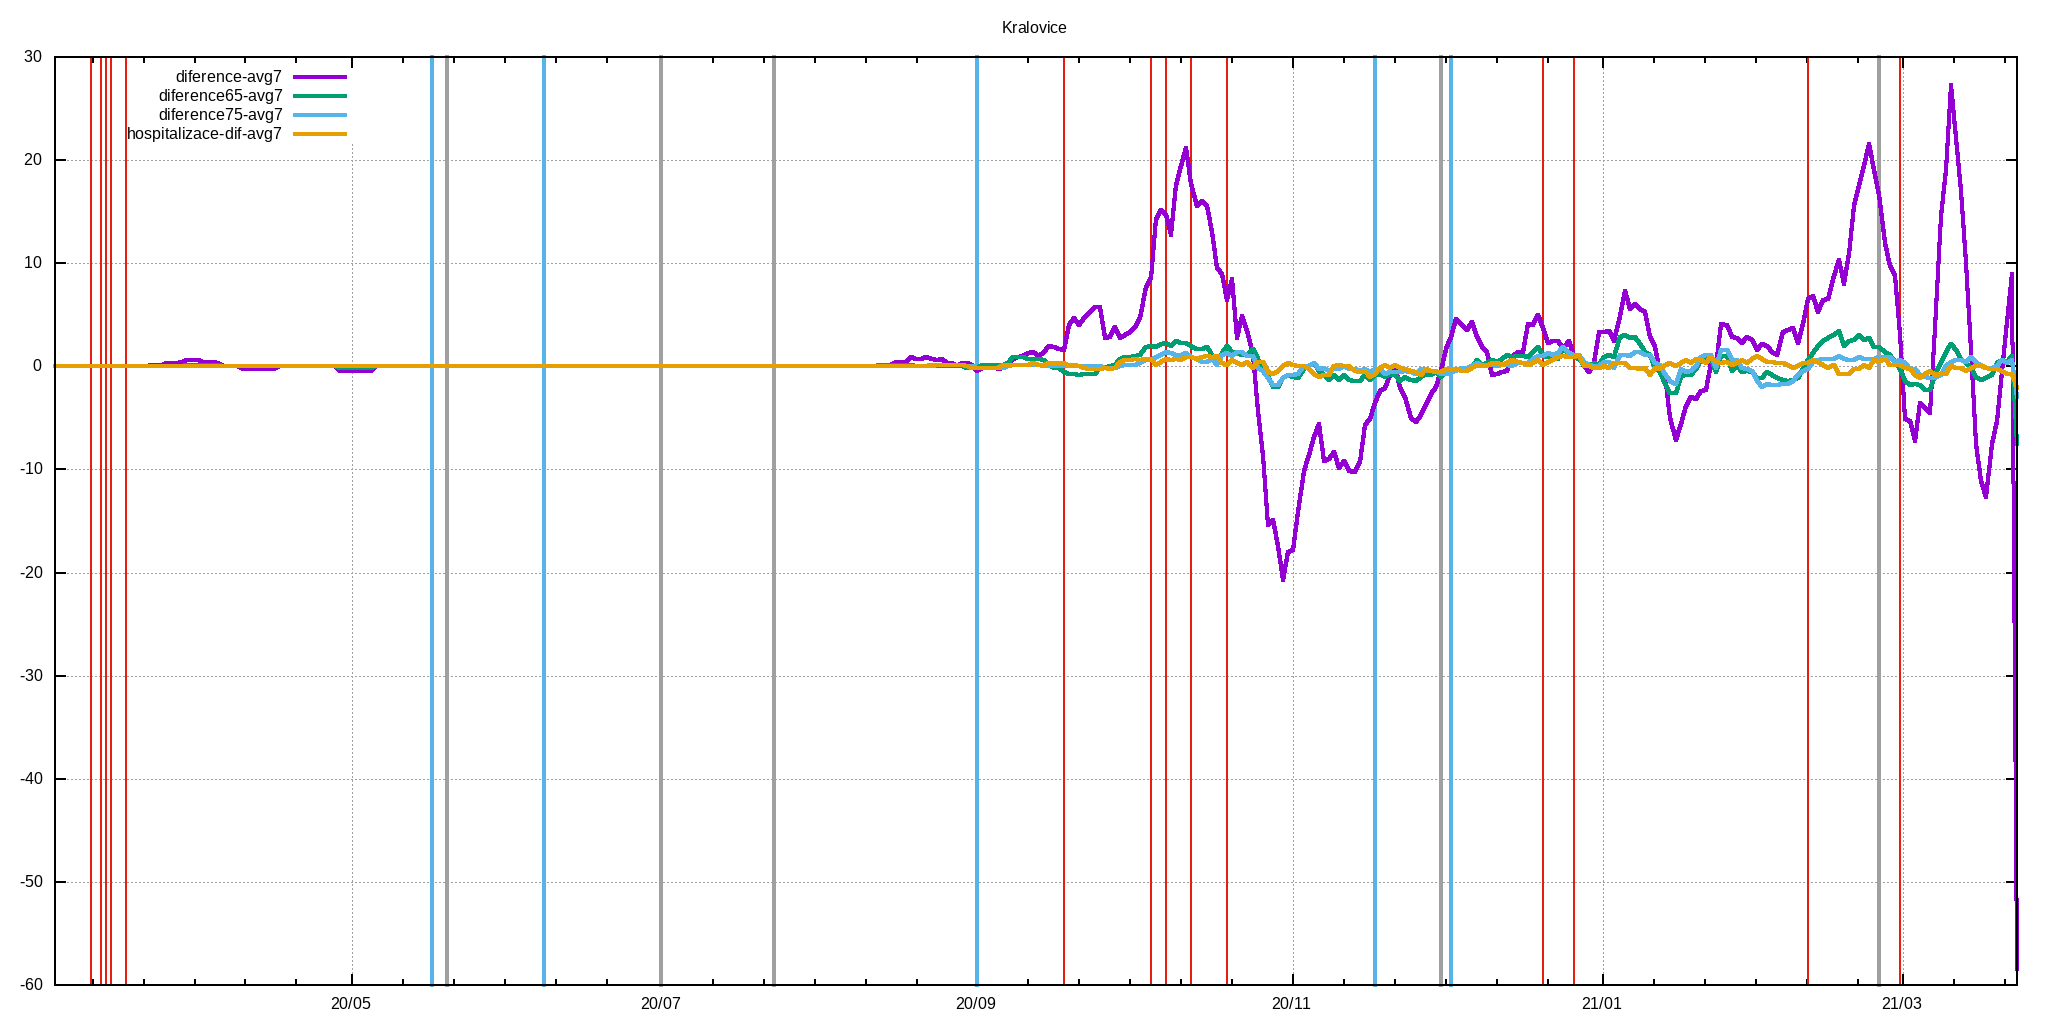 Kralovice
30
diference-avg7
diference65-avg7
diference75-avg7
hospitalizace-dif-avg7
20
10
0
-10
-20
-30
-40
-50
-60
20/05 20/07 20/09 20/11 21/01 21/03